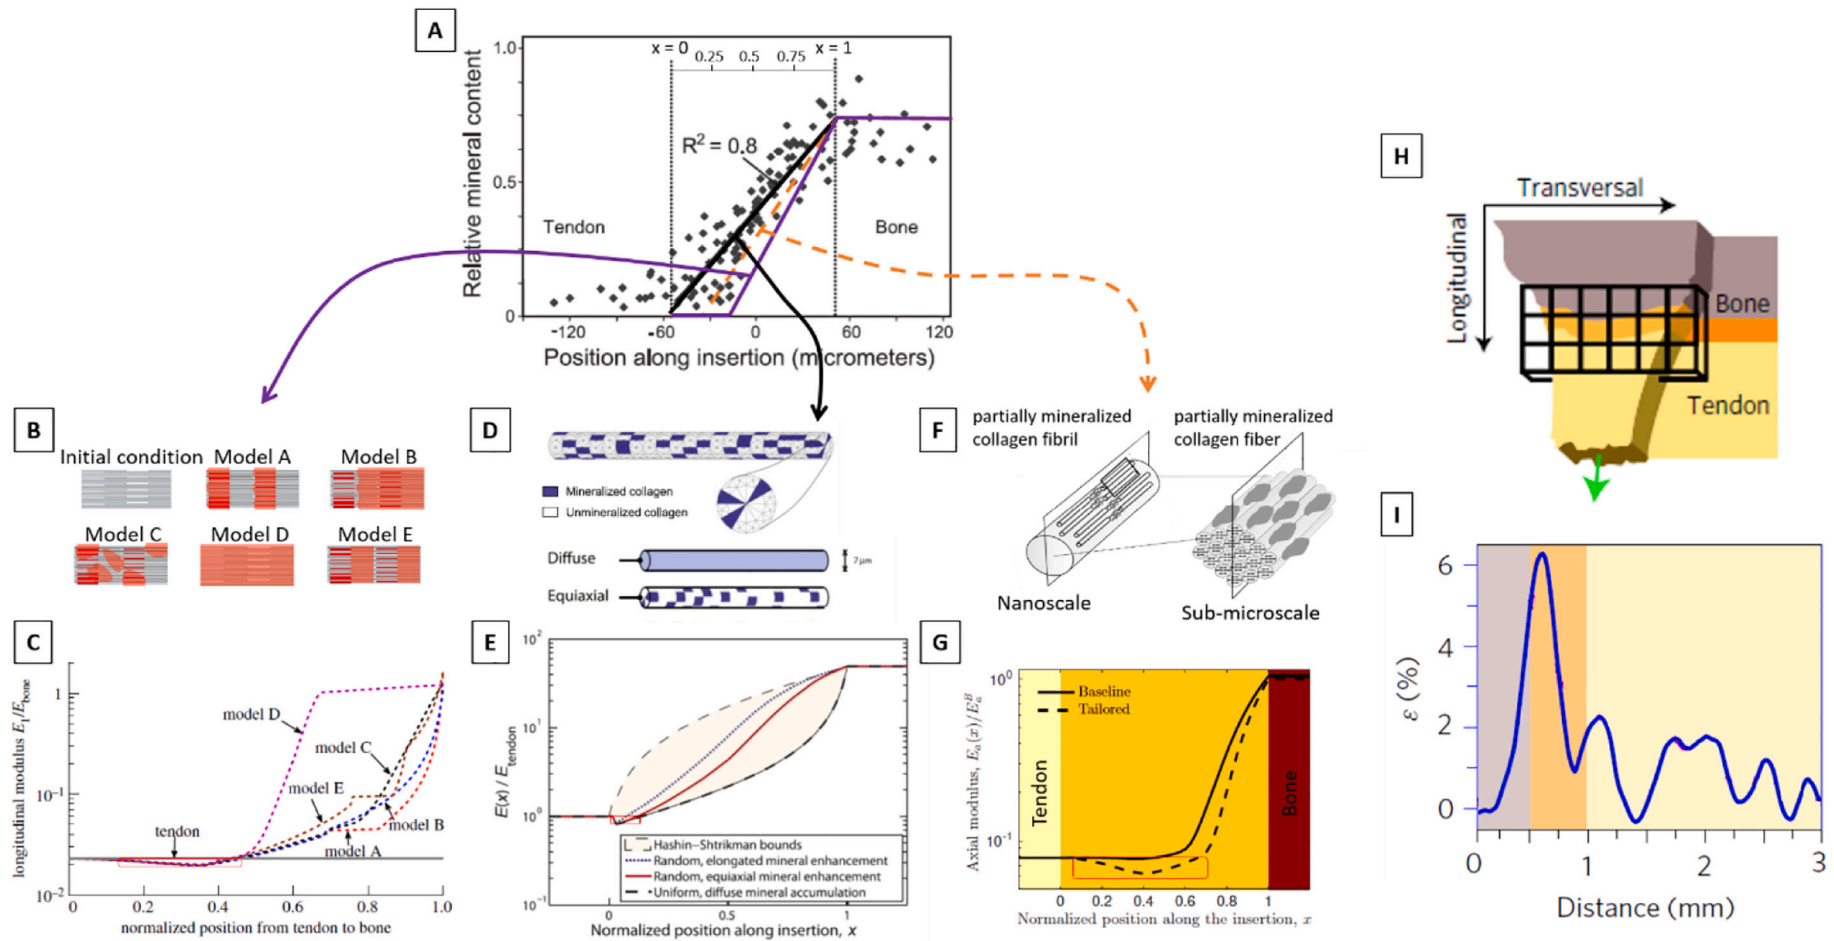 A
x = 0
x = 1
0.25 0.5 0.75
1.0
R² = 0.8
0.5
Tendon
Bone
0
-120 -60 0 60 120
Relative mineral content
Position along insertion (micrometers)
B
Initial condition Model A Model B
Model C Model D Model E
C
1
10⁻¹
10⁻²
model D
model C
model E
tendon
model B
model A
0 0.2 0.4 0.6 0.8 1.0
longitudinal modulus E₁/E_bone
normalized position from tendon to bone
D
Mineralized collagen
Unmineralized collagen
Diffuse
7 μm
Equiaxial
E
10²
10¹
10⁰
10⁻¹
E(x) / E_tendon
Hashin–Shtrikman bounds
Random, elongated mineral enhancement
Random, equiaxial mineral enhancement
Uniform, diffuse mineral accumulation
0 0.5 1
Normalized position along insertion, x
F
partially mineralized
collagen fibril
partially mineralized
collagen fiber
Nanoscale
Sub-microscale
G
10⁰
10⁻¹
Baseline
Tailored
Tendon
Bone
0 0.2 0.4 0.6 0.8 1
Axial modulus, Eₐ(x)/Eₐᴮ
Normalized position along the insertion, x
H
Transversal
Longitudinal
Bone
Tendon
I
6
4
2
0
ε (%)
0 1 2 3
Distance (mm)